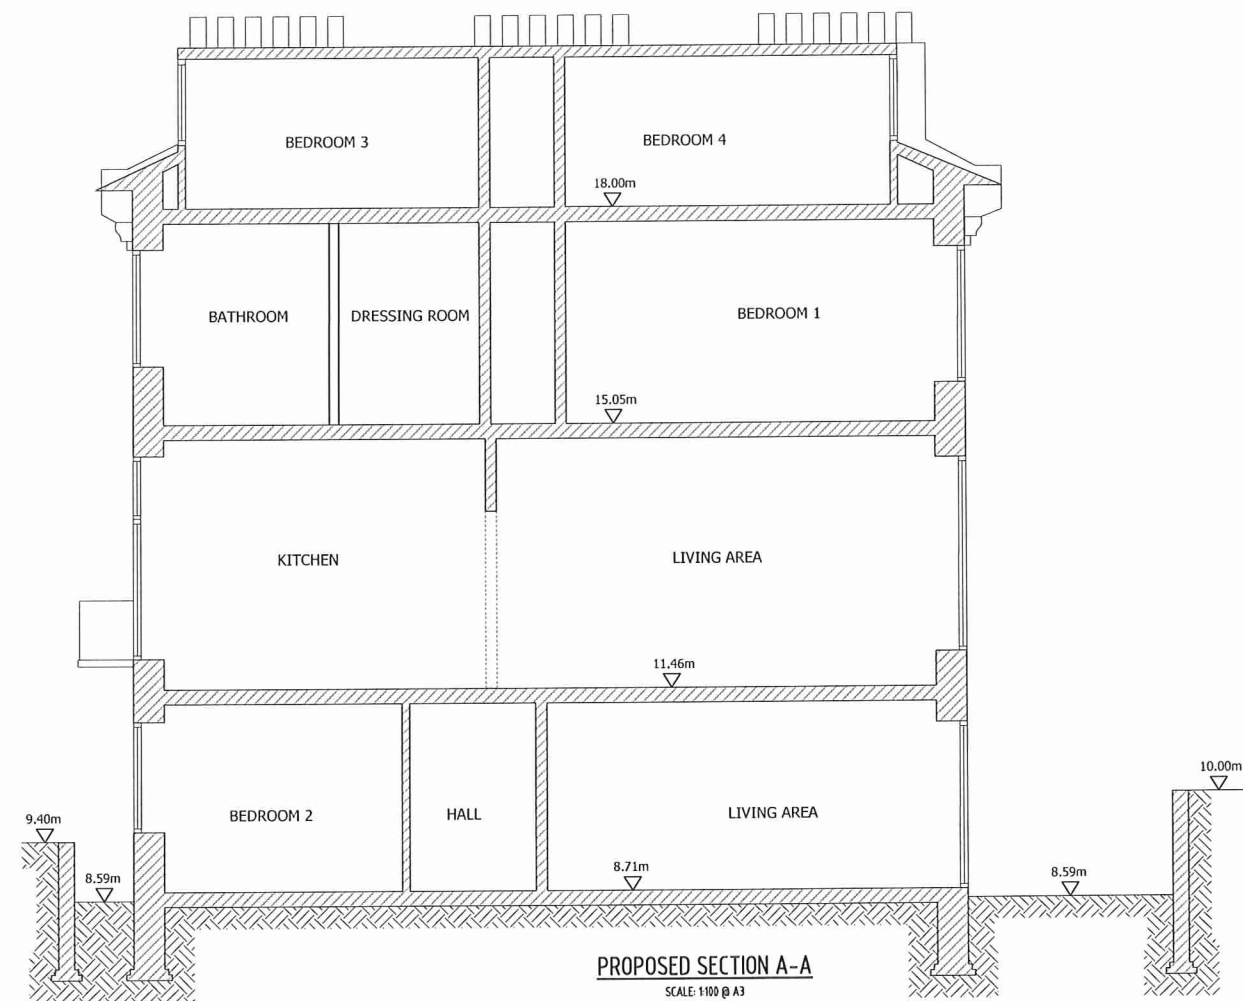 BEDROOM 3
BEDROOM 4
18.00m
BATHROOM
DRESSING ROOM
BEDROOM 1
15.05m
KITCHEN
LIVING AREA
11.46m
10.00m
BEDROOM 2
HALL
LIVING AREA
9.40m
8.59m
8.71m
8.59m
PROPOSED SECTION A-A
SCALE: 1:100 @ A3